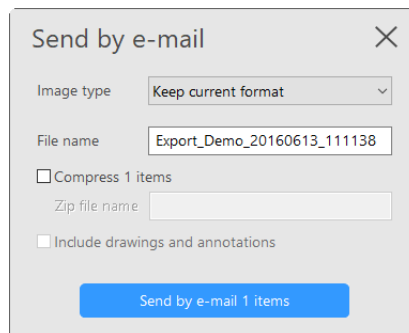 Send by e-mail
Image type Keep current format
File name Export_Demo_20160613_111138
Compress 1 items
Zip file name
Include drawings and annotations
Send by e-mail 1 items